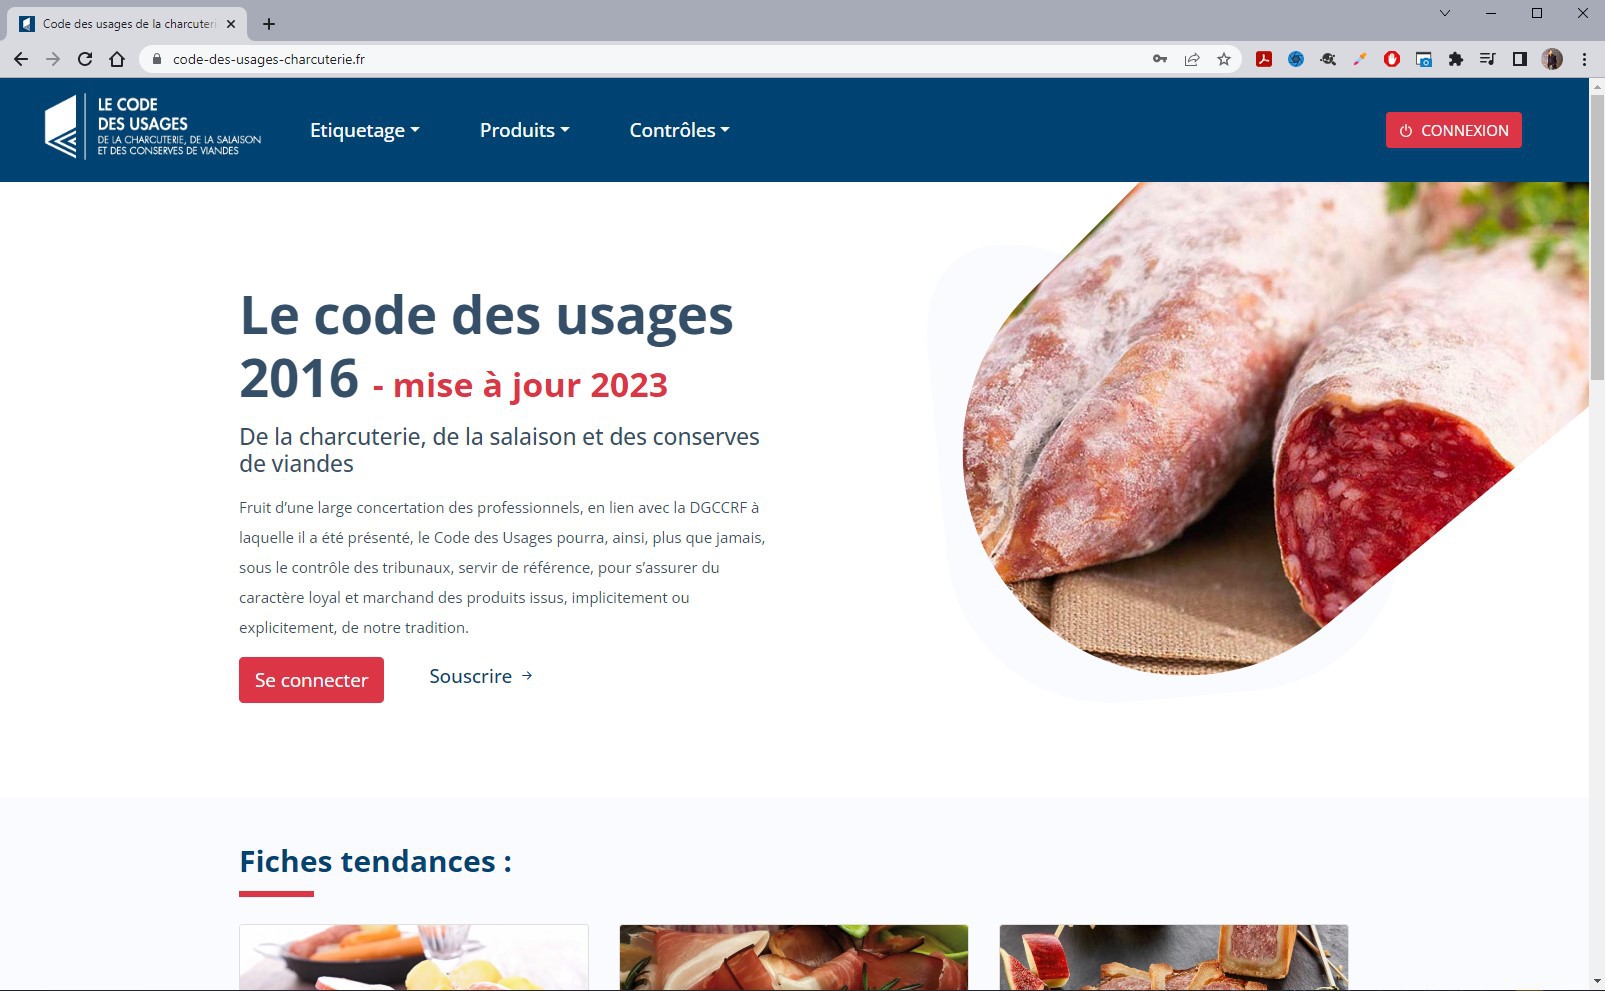 Code des usages de la charcuteri
code-des-usages-charcuterie.fr
LE CODE
DES USAGES
DE LA CHARCUTERIE, DE LA SALAISON
ET DES CONSERVES DE VIANDES
Etiquetage
Produits
Contrôles
CONNEXION
Le code des usages
2016 - mise à jour 2023
De la charcuterie, de la salaison et des conserves
de viandes
Fruit d’une large concertation des professionnels, en lien avec la DGCCRF à
laquelle il a été présenté, le Code des Usages pourra, ainsi, plus que jamais,
sous le contrôle des tribunaux, servir de référence, pour s’assurer du
caractère loyal et marchand des produits issus, implicitement ou
explicitement, de notre tradition.
Se connecter
Souscrire →
Fiches tendances :